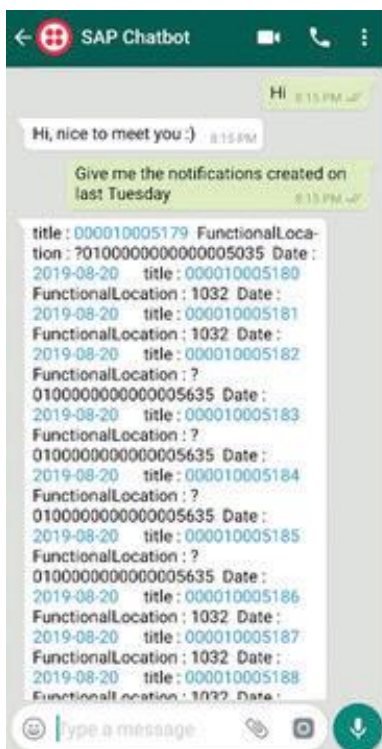 SAP Chatbot
Hi 8:15 PM
Hi, nice to meet you :) 8:15 PM
Give me the notifications created on
last Tuesday 8:15 PM
title : 000010005179 FunctionalLoca-
tion : ?0100000000000005035 Date :
2019-08-20 title : 000010005180
FunctionalLocation : 1032 Date :
2019-08-20 title : 000010005181
FunctionalLocation : 1032 Date :
2019-08-20 title : 000010005182
FunctionalLocation : ?
0100000000000005635 Date :
2019-08-20 title : 000010005183
FunctionalLocation : ?
0100000000000005635 Date :
2019-08-20 title : 000010005184
FunctionalLocation : ?
0100000000000005635 Date :
2019-08-20 title : 000010005185
FunctionalLocation : ?
0100000000000005635 Date :
2019-08-20 title : 000010005186
FunctionalLocation : 1032 Date :
2019-08-20 title : 000010005187
FunctionalLocation : 1032 Date :
2019-08-20 title : 000010005188
FunctionalLocation : 1032 Date :
Type a message